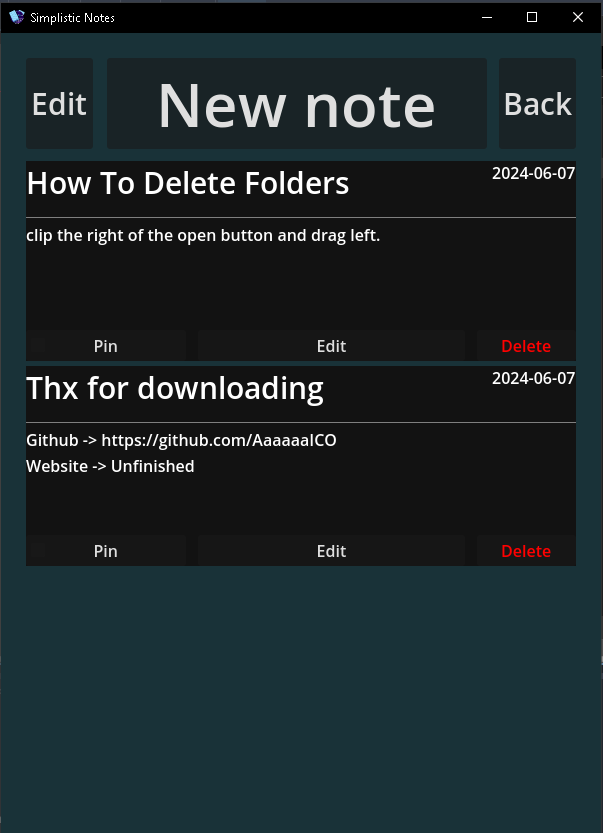 Simplistic Notes
Edit New note Back
How To Delete Folders 2024-06-07
clip the right of the open button and drag left.
Pin Edit Delete
Thx for downloading 2024-06-07
Github -> https://github.com/AaaaaaICO
Website -> Unfinished
Pin Edit Delete